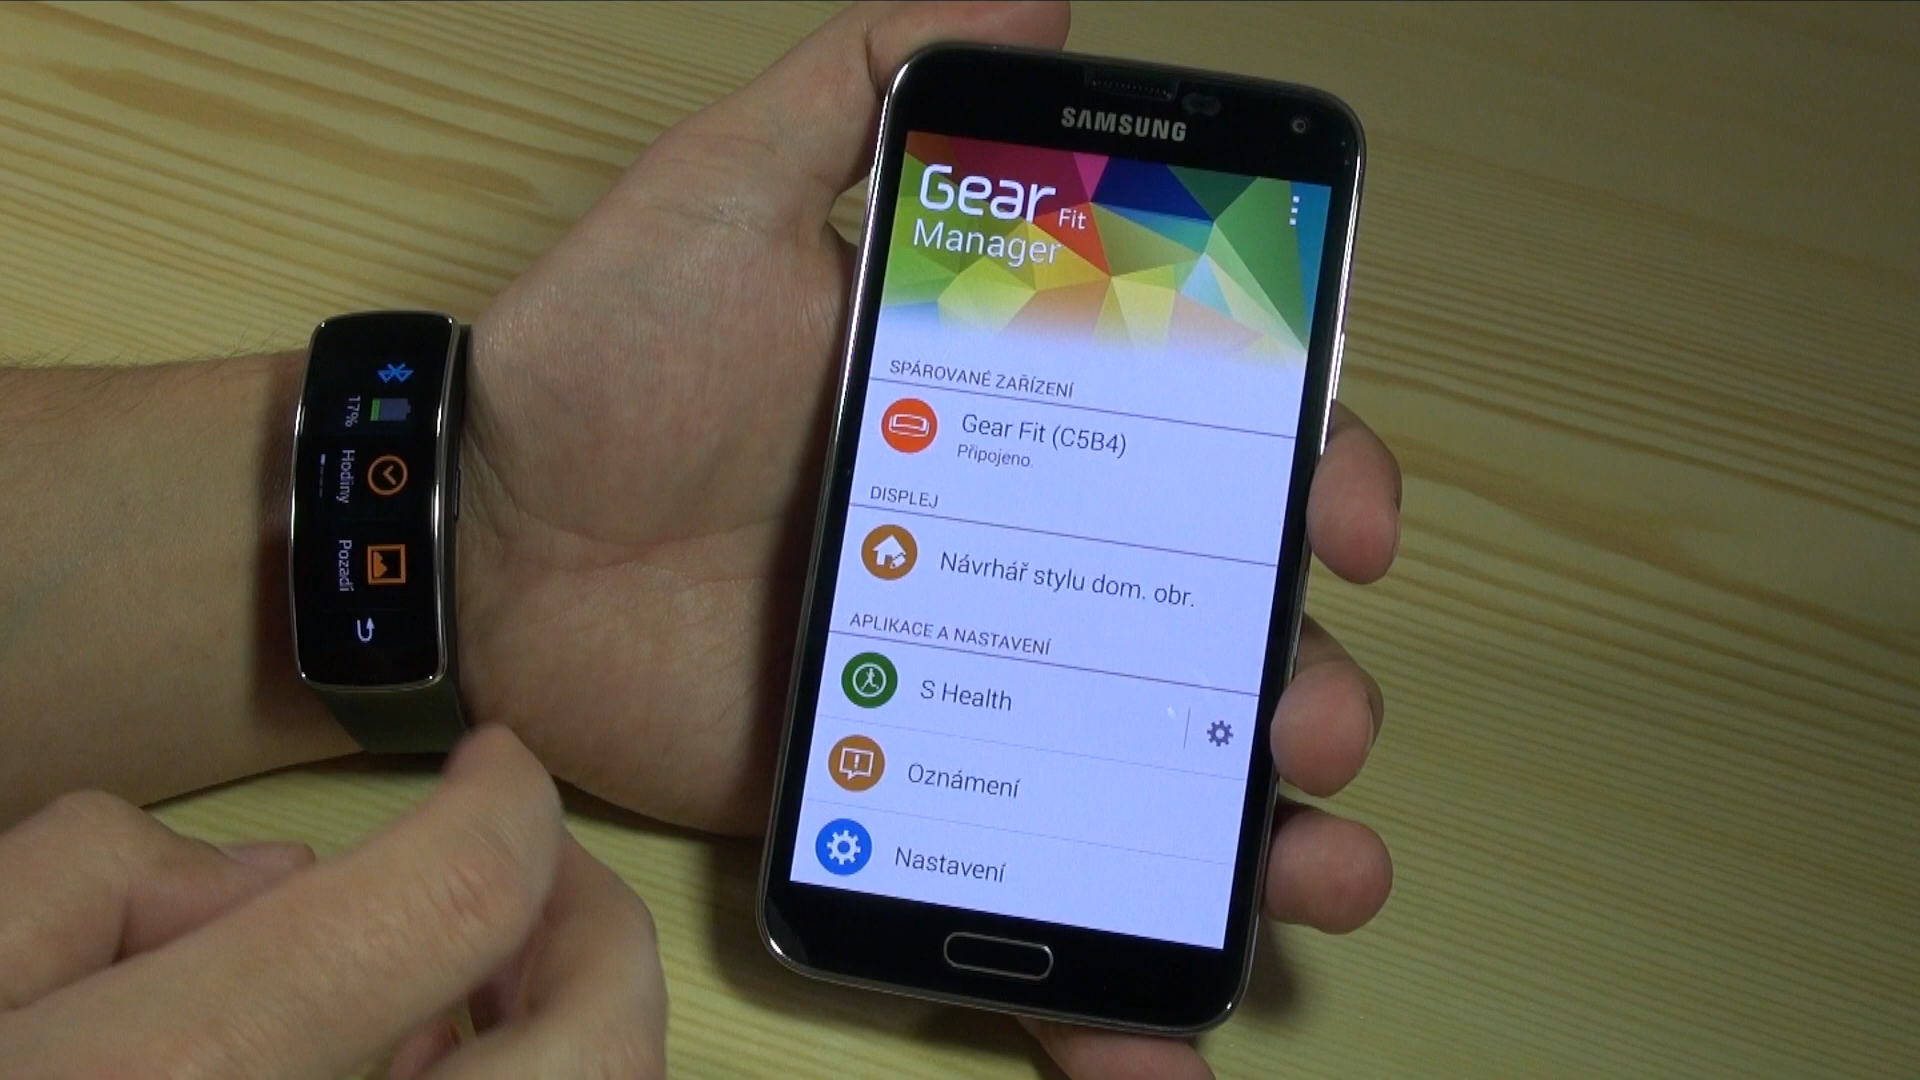 17%
Hodiny
Pozadí
SAMSUNG
Gear Fit
Manager
SPÁROVANÉ ZAŘÍZENÍ
Gear Fit (C5B4)
Připojeno.
DISPLEJ
Návrhář stylu dom. obr.
APLIKACE A NASTAVENÍ
S Health
Oznámení
Nastavení